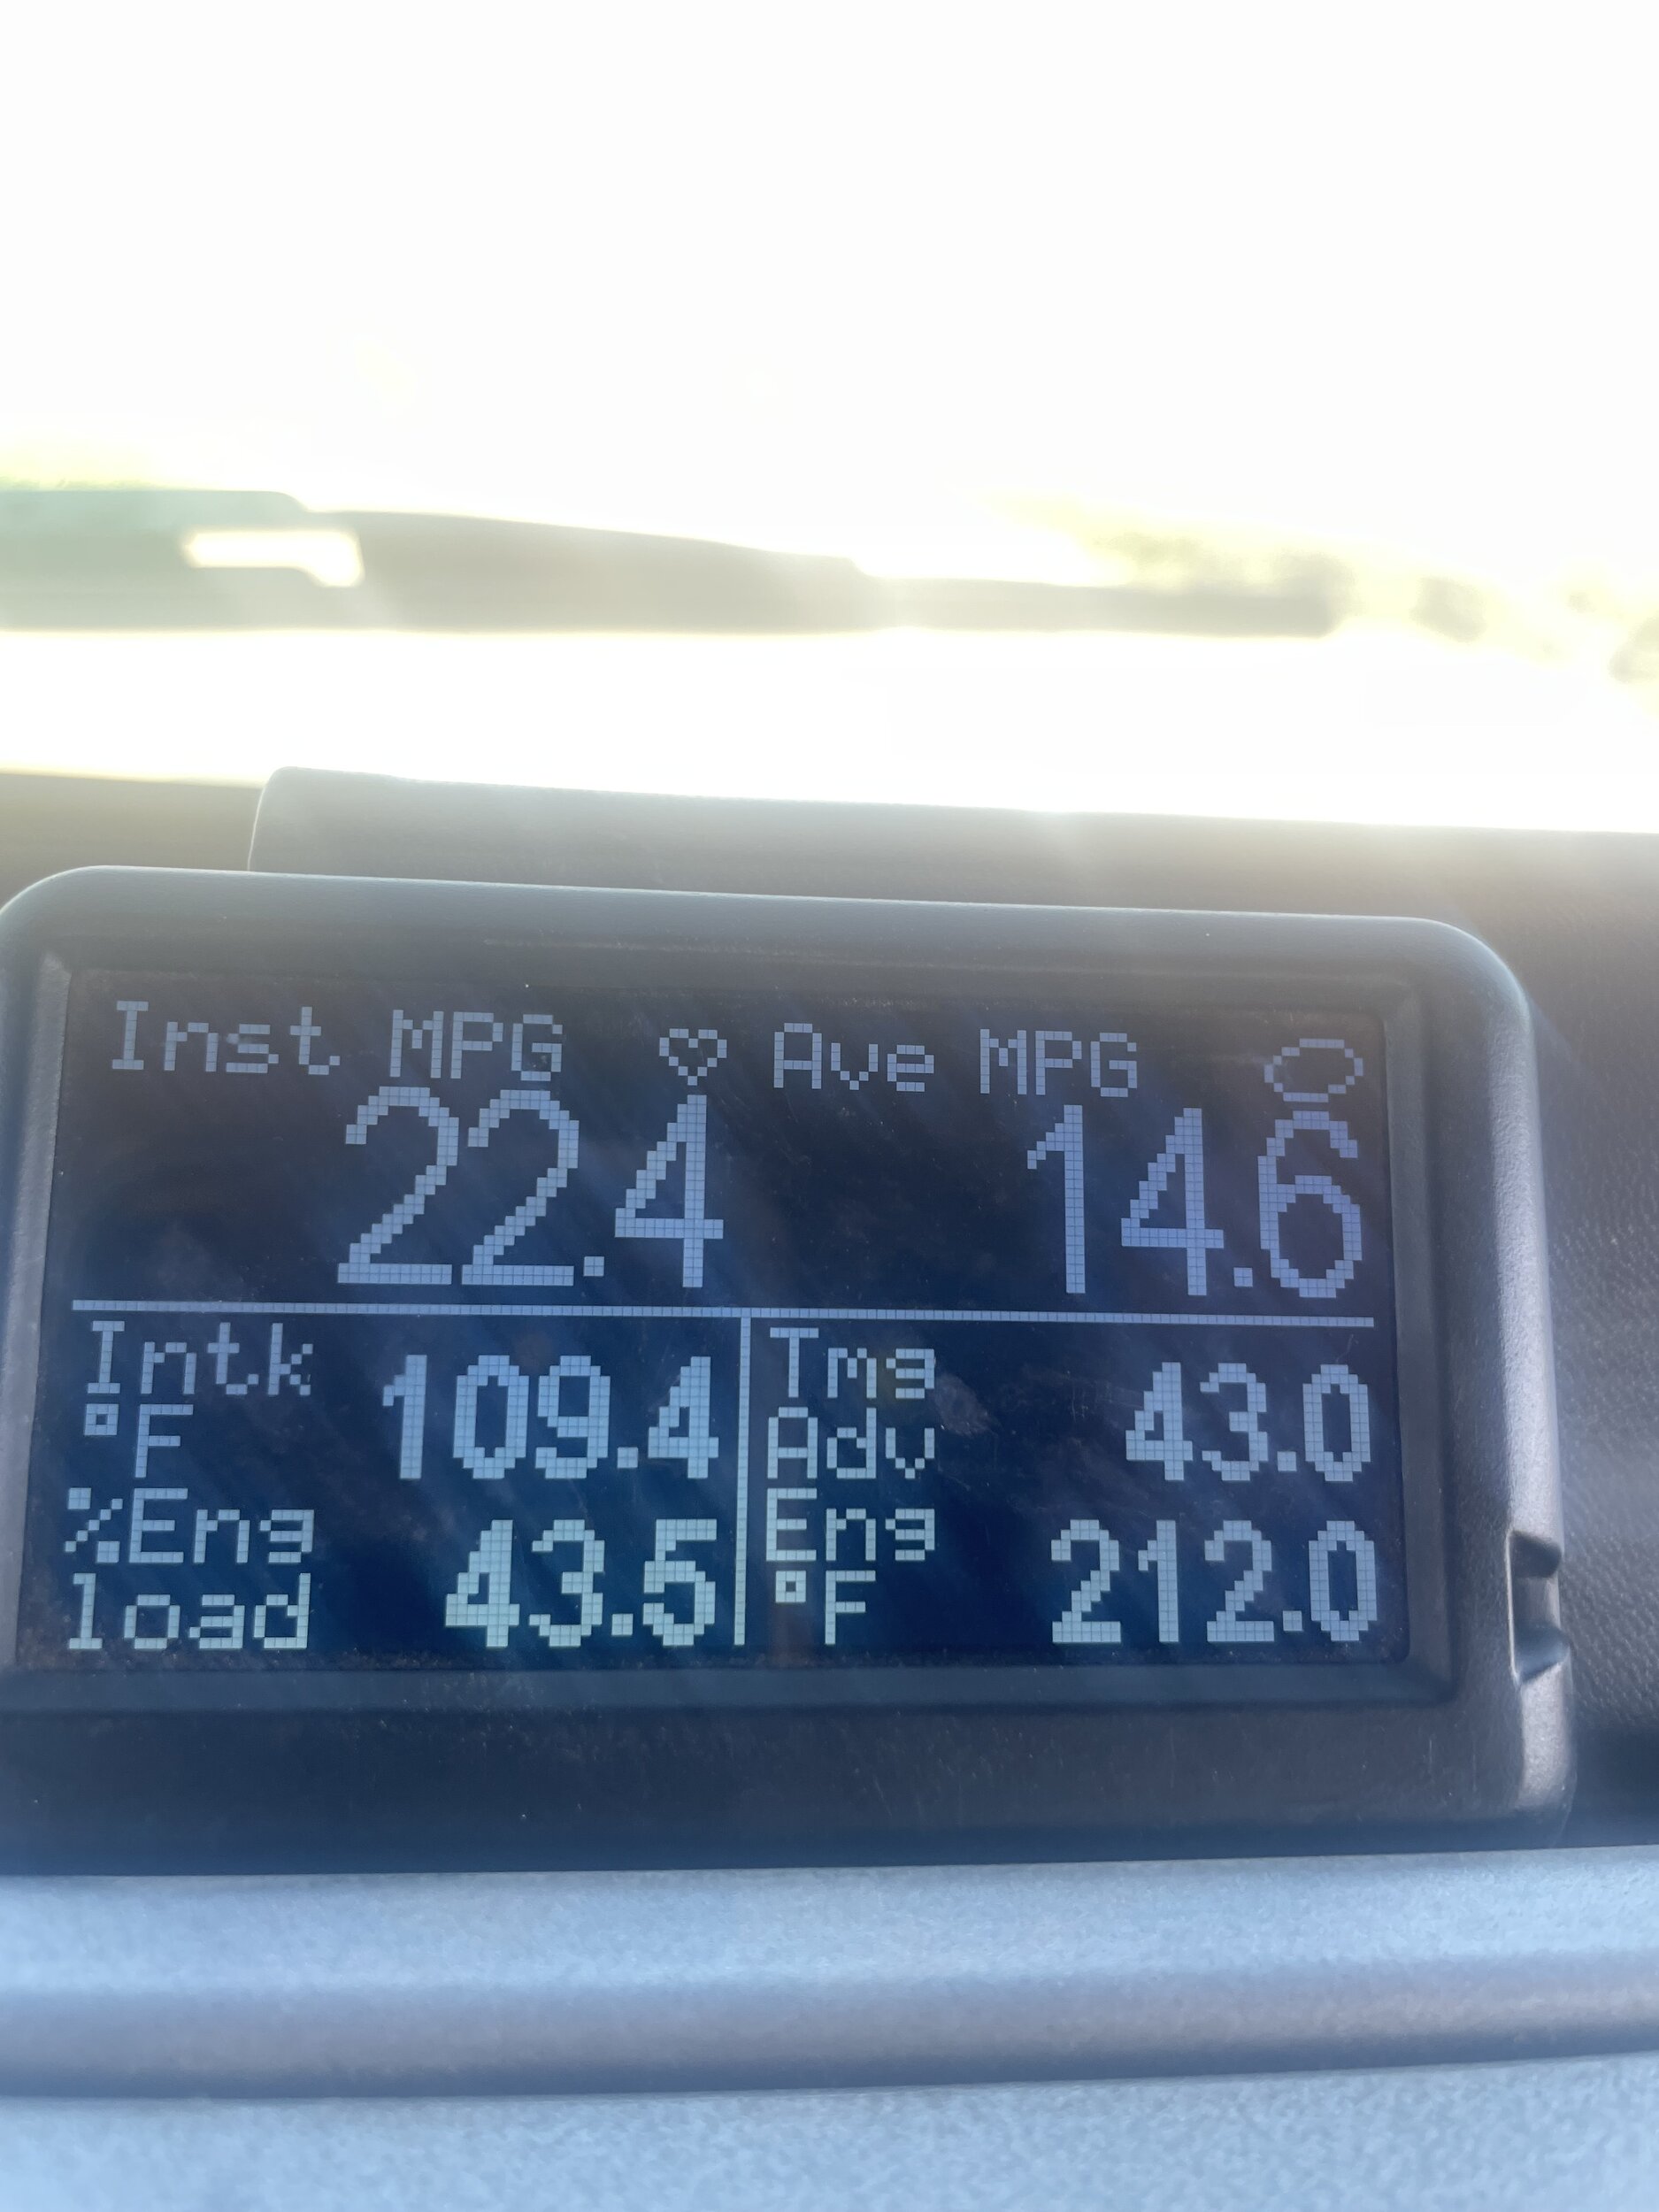 Inst MPG ♡ Ave MPG
22.4 14.6
Intk °F 109.4 Tmg Adv 43.0
%Eng load 43.5 Eng °F 212.0